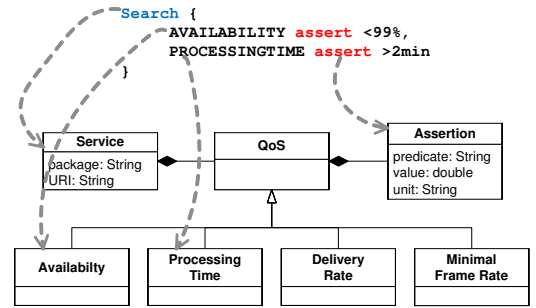 Search {
AVAILABILITY assert <99%,
PROCESSINGTIME assert >2min
}
Service
package: String
URI: String
QoS
Assertion
predicate: String
value: double
unit: String
Availabilty
Processing
Time
Delivery
Rate
Minimal
Frame Rate